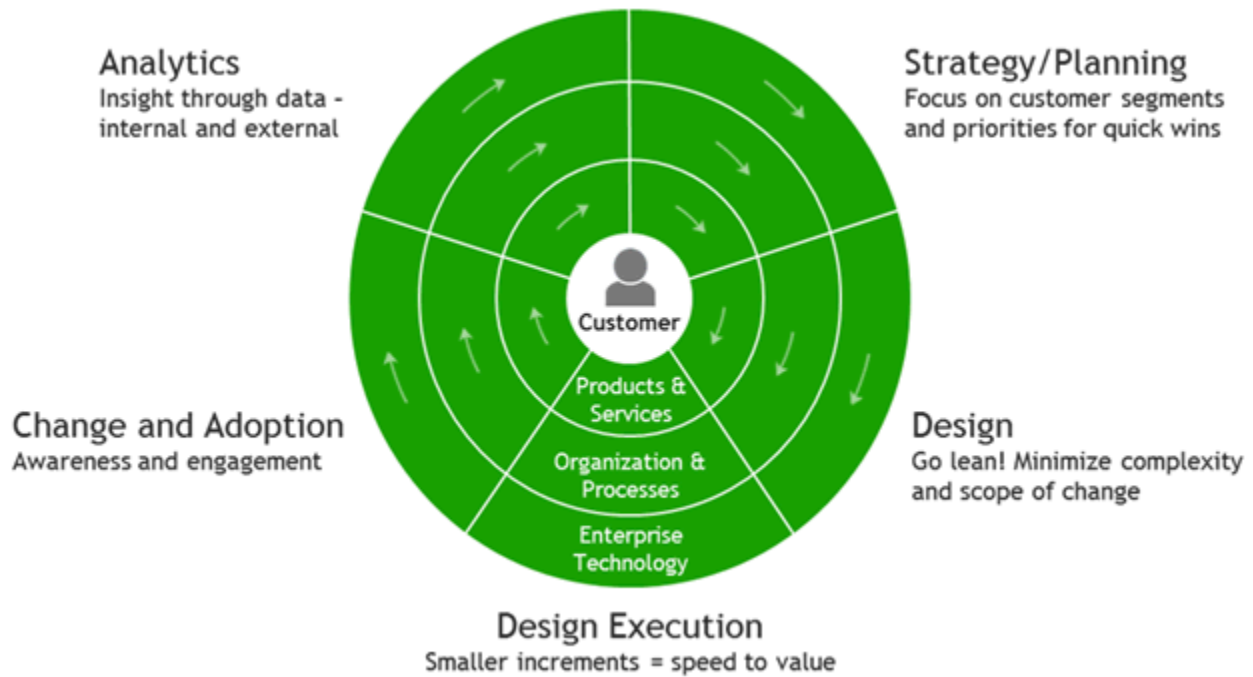 Analytics
Insight through data -
internal and external
Strategy/Planning
Focus on customer segments
and priorities for quick wins
Customer
Products &
Services
Change and Adoption
Awareness and engagement
Design
Go lean! Minimize complexity
and scope of change
Organization &
Processes
Enterprise
Technology
Design Execution
Smaller increments = speed to value